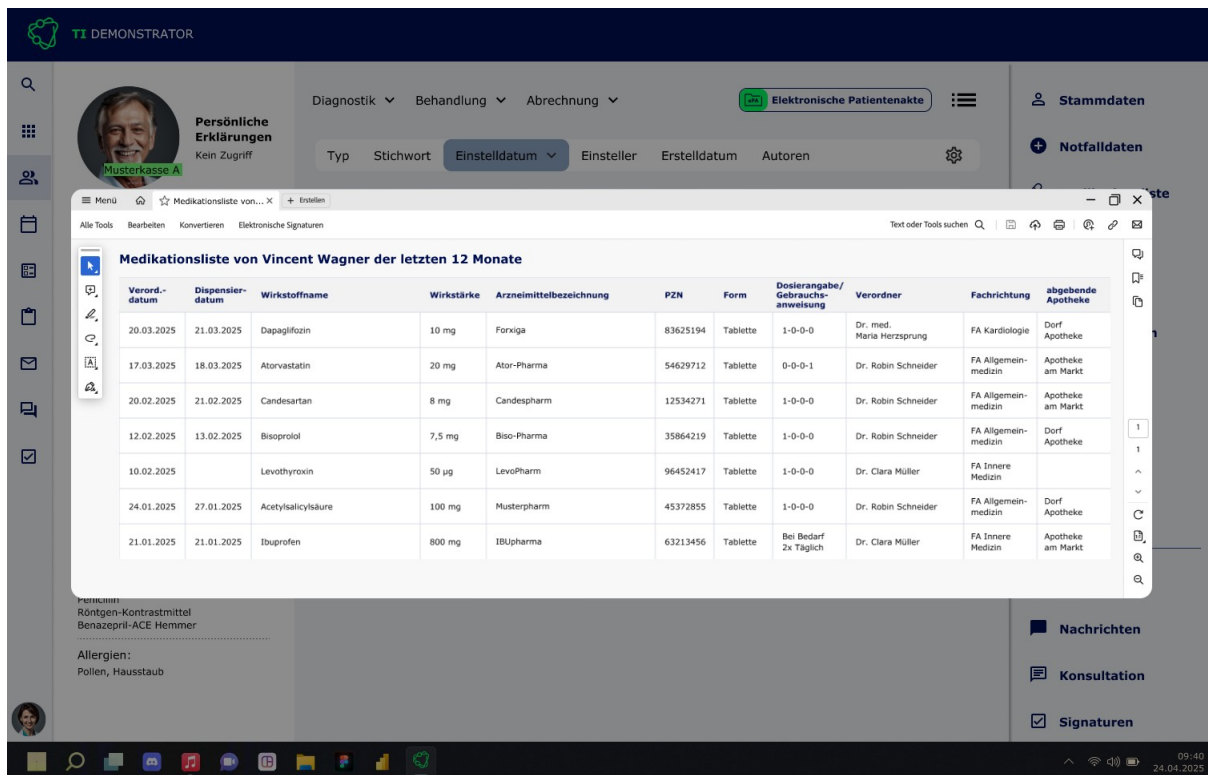 TI DEMONSTRATOR
Persönliche
Erklärungen
Kein Zugriff
Musterkasse A
Diagnostik Behandlung Abrechnung
ePA Elektronische Patientenakte
Typ Stichwort Einstelldatum Einsteller Erstelldatum Autoren
Stammdaten
Notfalldaten
Menü Medikationsliste von... X + Erstellen
Alle Tools Bearbeiten Konvertieren Elektronische Signaturen Text oder Tools suchen
Medikationsliste von Vincent Wagner der letzten 12 Monate
Verord.-datum Dispensier-datum Wirkstoffname Wirkstärke Arzneimittelbezeichnung PZN Form Dosierangabe/Gebrauchs-anweisung Verordner Fachrichtung abgebende Apotheke
20.03.2025 21.03.2025 Dapaglifozin 10 mg Forxiga 83625194 Tablette 1-0-0-0 Dr. med. Maria Herzsprung FA Kardiologie Dorf Apotheke
17.03.2025 18.03.2025 Atorvastatin 20 mg Ator-Pharma 54629712 Tablette 0-0-0-1 Dr. Robin Schneider FA Allgemein-medizin Apotheke am Markt
20.02.2025 21.02.2025 Candesartan 8 mg Candespharm 12534271 Tablette 1-0-0-0 Dr. Robin Schneider FA Allgemein-medizin Apotheke am Markt
12.02.2025 13.02.2025 Bisoprolol 7,5 mg Biso-Pharma 35864219 Tablette 1-0-0-0 Dr. Robin Schneider FA Allgemein-medizin Dorf Apotheke
10.02.2025 Levothyroxin 50 µg LevoPharm 96452417 Tablette 1-0-0-0 Dr. Clara Müller FA Innere Medizin
24.01.2025 27.01.2025 Acetylsalicylsäure 100 mg Musterpharm 45372855 Tablette 1-0-0-0 Dr. Robin Schneider FA Allgemein-medizin Dorf Apotheke
21.01.2025 21.01.2025 Ibuprofen 800 mg IBUpharma 63213456 Tablette Bei Bedarf 2x Täglich Dr. Clara Müller FA Innere Medizin Apotheke am Markt
1
1
Penicillin
Röntgen-Kontrastmittel
Benazepril-ACE Hemmer
Allergien:
Pollen, Hausstaub
Nachrichten
Konsultation
Signaturen
09:40
24.04.2025